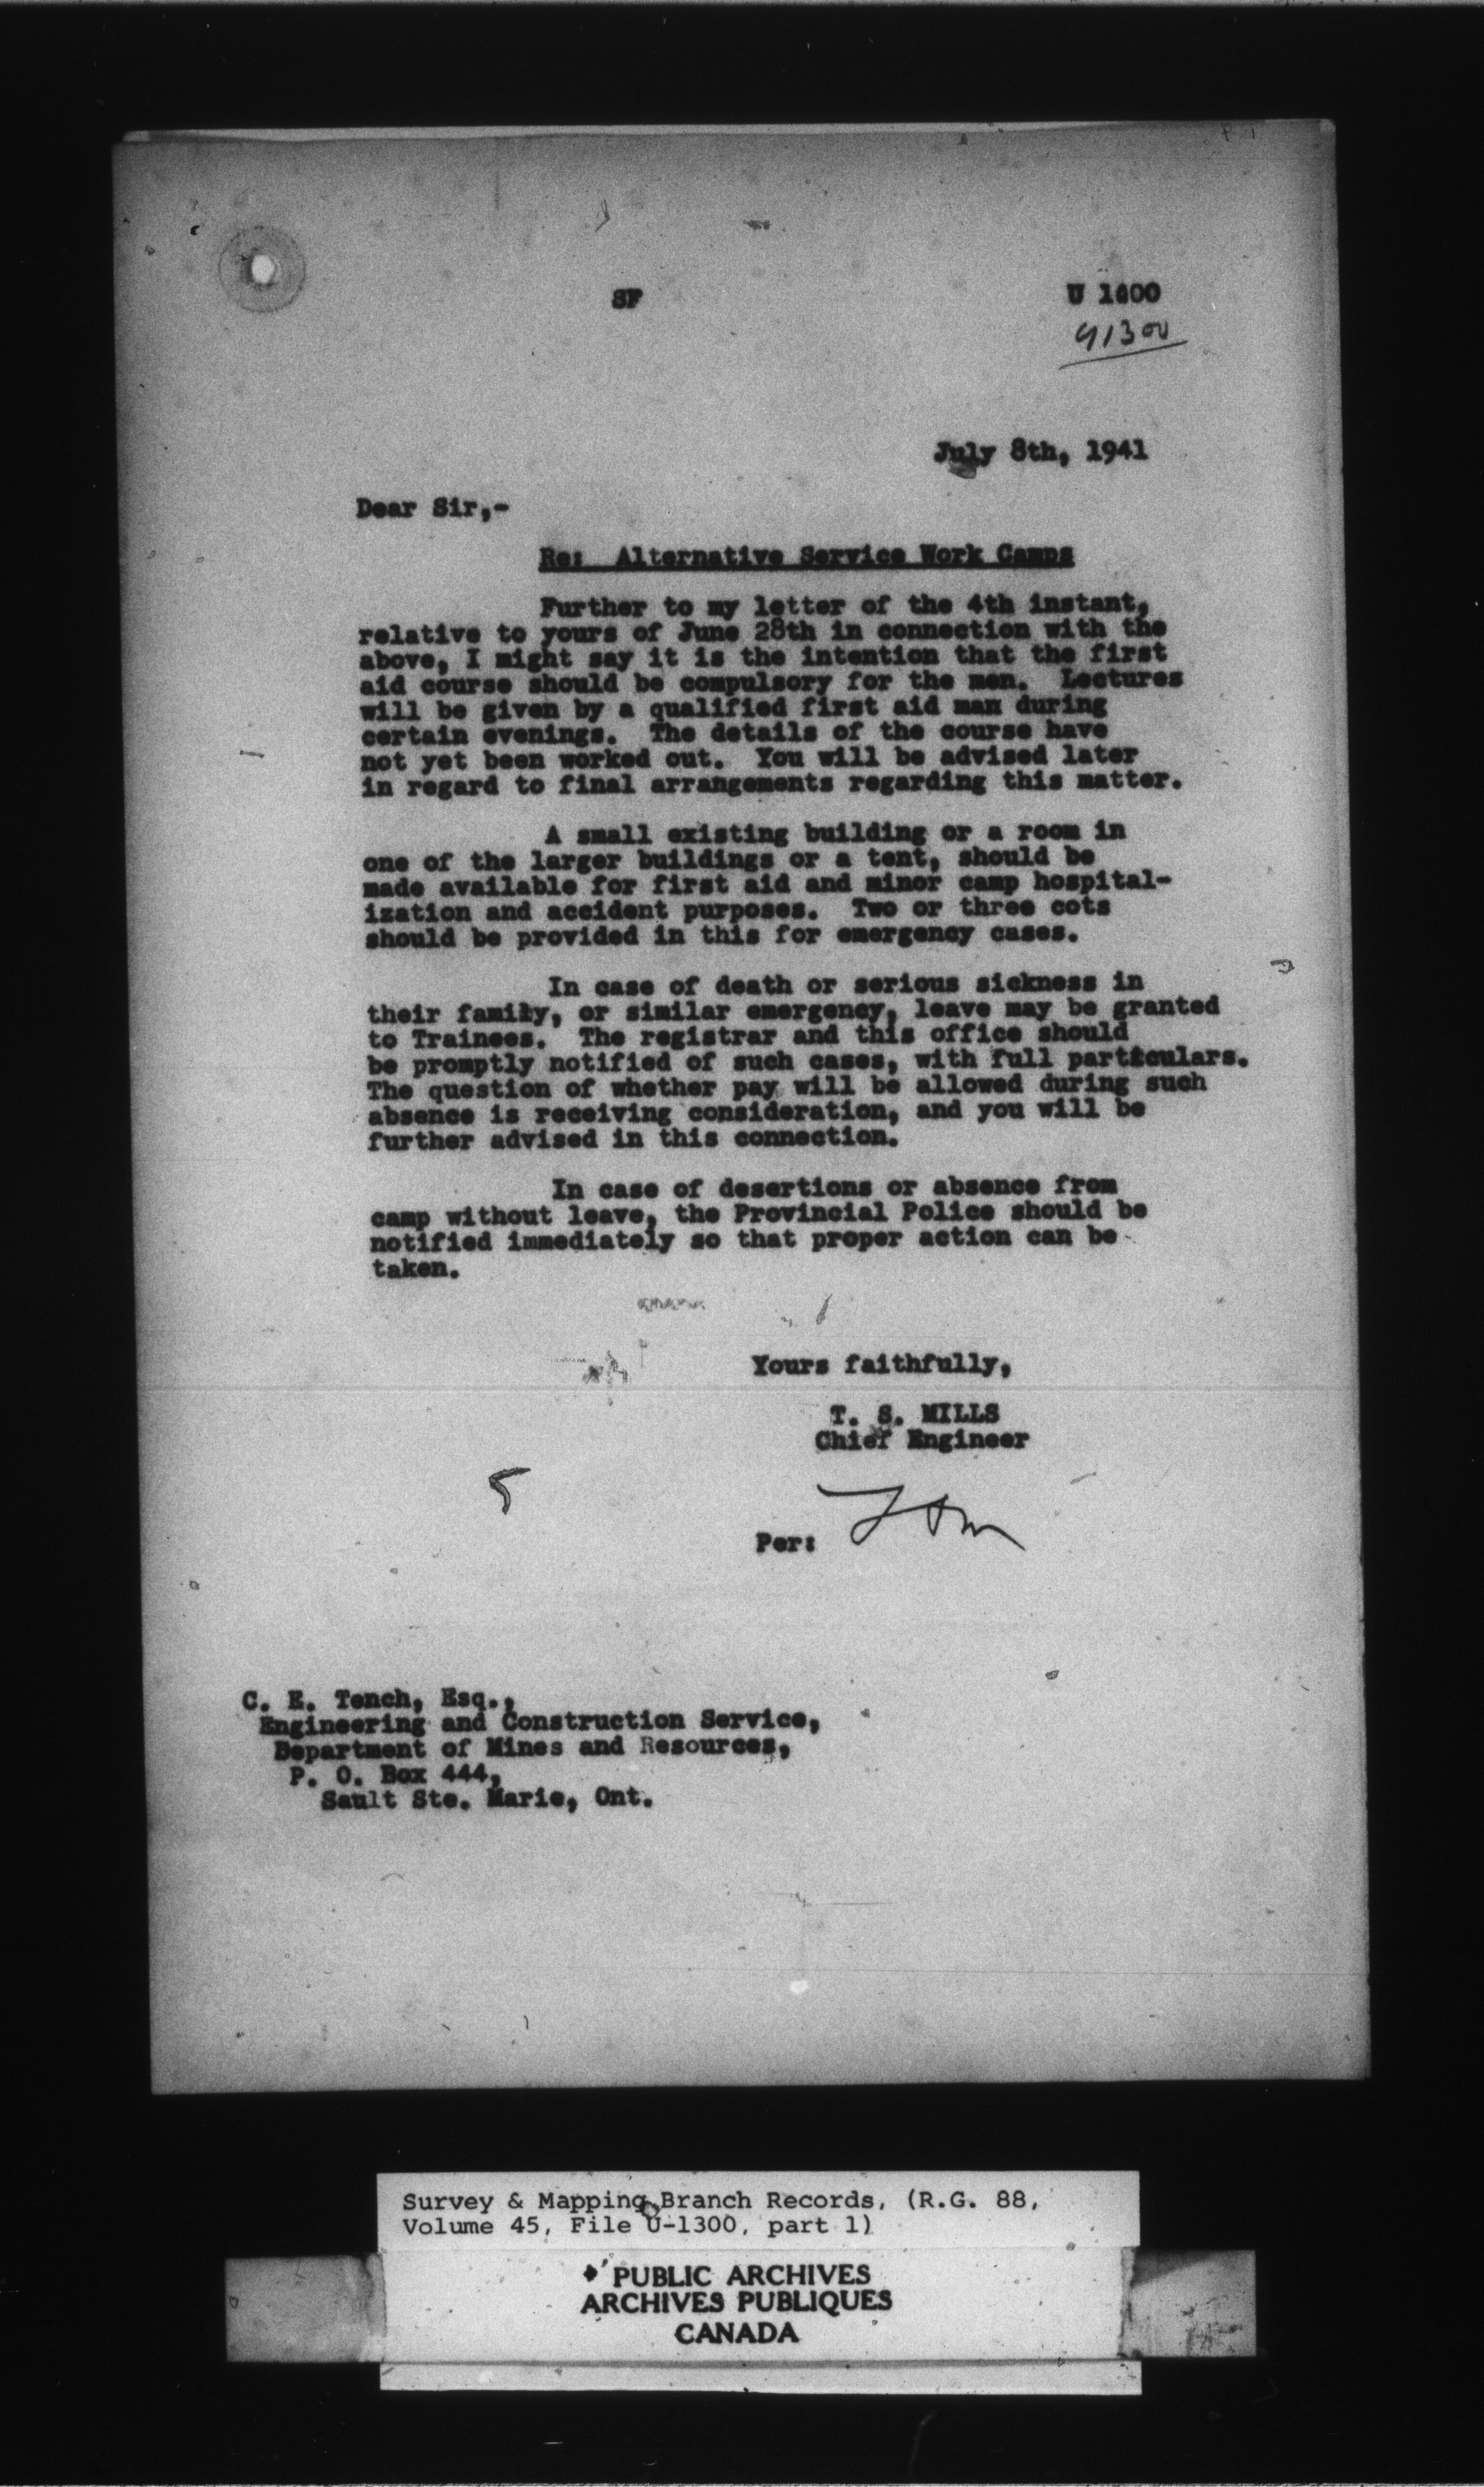 SF
U 1600
U1300
July 8th, 1941
Dear Sir,-
Re: Alternative Service Work Camps
Further to my letter of the 4th instant,
relative to yours of June 28th in connection with the
above, I might say it is the intention that the first
aid course should be compulsory for the men. Lectures
will be given by a qualified first aid man during
certain evenings. The details of the course have
not yet been worked out. You will be advised later
in regard to final arrangements regarding this matter.
A small existing building or a room in
one of the larger buildings or a tent, should be
made available for first aid and minor camp hospital-
ization and accident purposes. Two or three cots
should be provided in this for emergency cases.
In case of death or serious sickness in
their family, or similar emergency, leave may be granted
to Trainees. The registrar and this office should
be promptly notified of such cases, with full particulars.
The question of whether pay will be allowed during such
absence is receiving consideration, and you will be
further advised in this connection.
In case of desertions or absence from
camp without leave, the Provincial Police should be
notified immediately so that proper action can be
taken.
Yours faithfully,
T. S. MILLS
Chief Engineer
Per:
C. E. Tench, Esq.,
Engineering and Construction Service,
Department of Mines and Resources,
P. O. Box 444,
Sault Ste. Marie, Ont.
Survey & Mapping Branch Records, (R.G. 88,
Volume 45, File U-1300, part 1)
PUBLIC ARCHIVES
ARCHIVES PUBLIQUES
CANADA